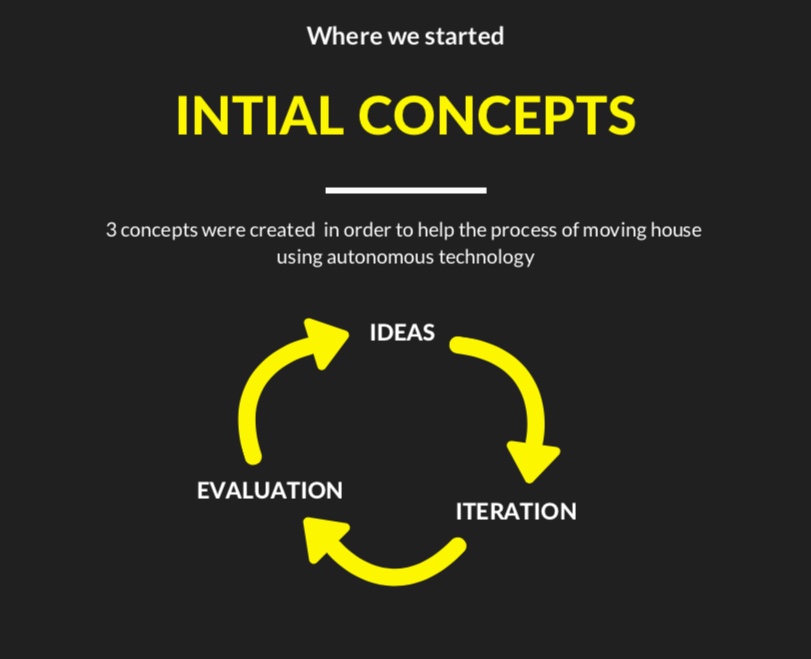 Where we started
INTIAL CONCEPTS
3 concepts were created  in order to help the process of moving house
using autonomous technology
IDEAS
ITERATION
EVALUATION